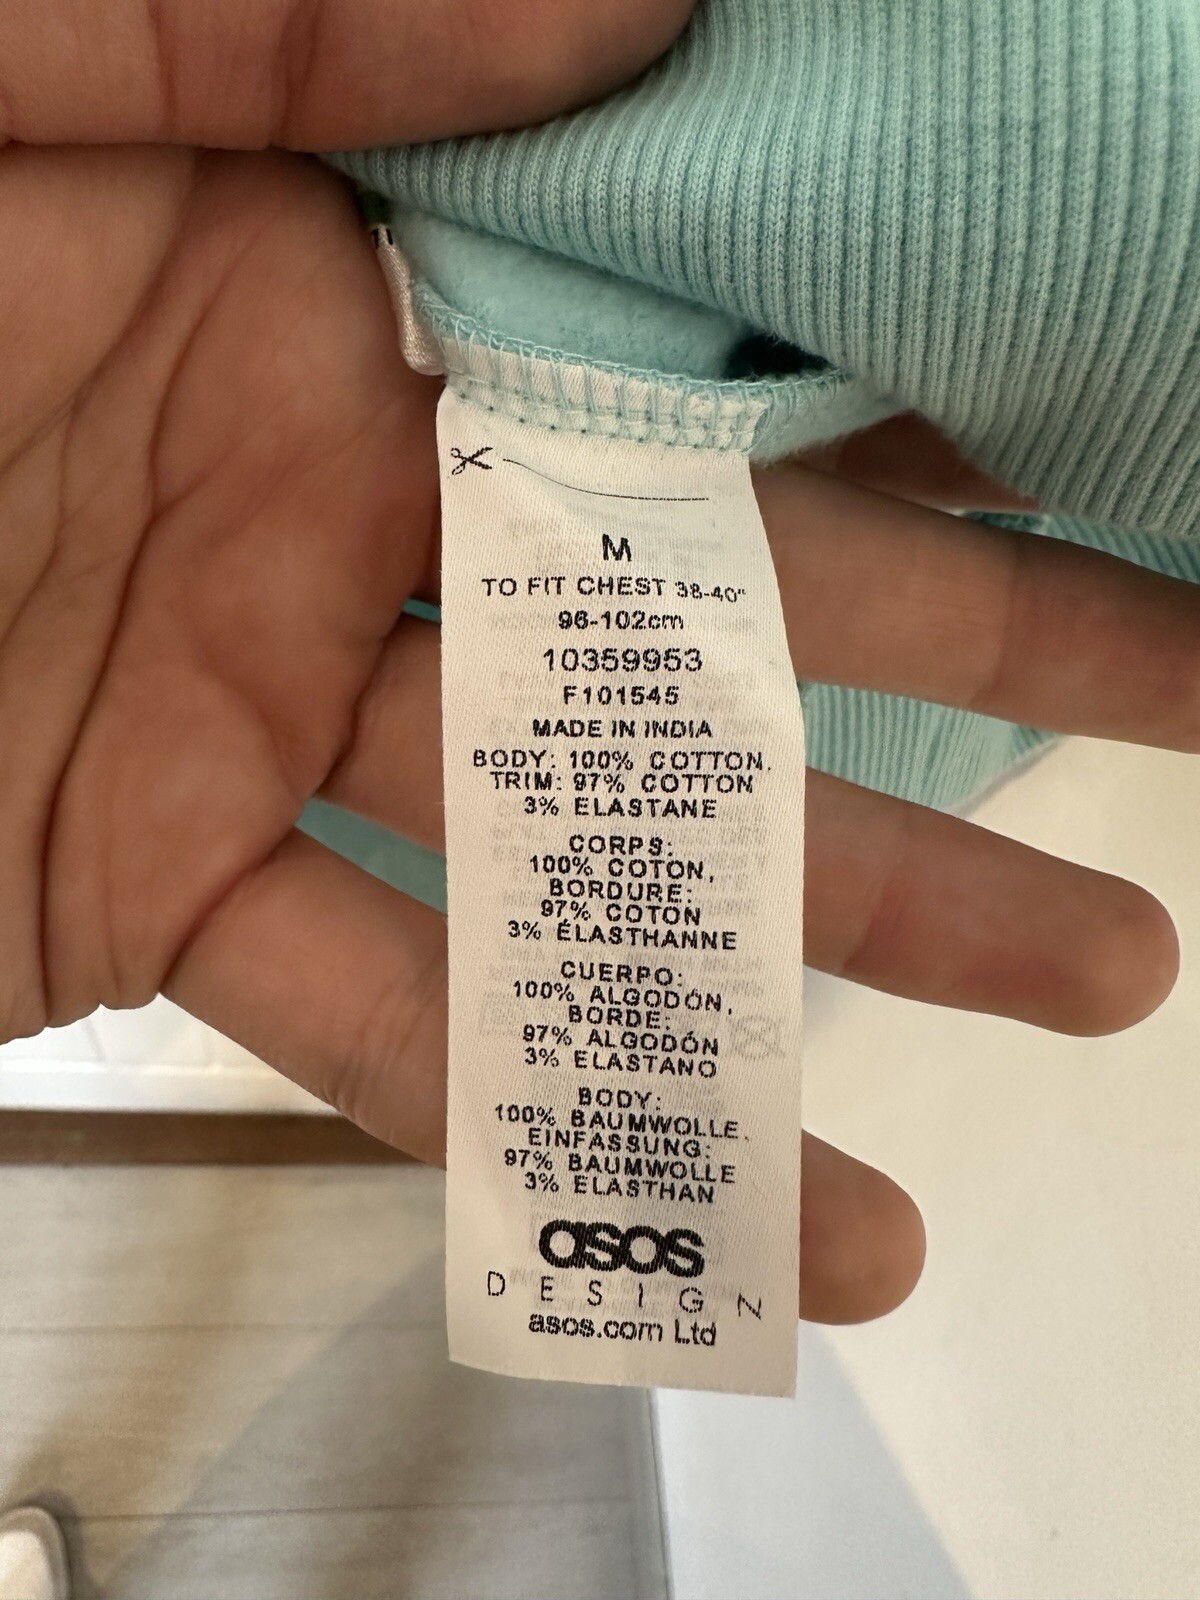 M
TO FIT CHEST 38-40"
96-102cm
10359953
F101545
MADE IN INDIA
BODY: 100% COTTON.
TRIM: 97% COTTON
3% ELASTANE
CORPS:
100% COTON,
BORDURE:
97% COTON
3% ÉLASTHANNE
CUERPO:
100% ALGODÓN,
BORDE:
97% ALGODÓN
3% ELASTANO
BODY:
100% BAUMWOLLE.
EINFASSUNG:
97% BAUMWOLLE
3% ELASTHAN
asos
DESIGN
asos.com Ltd